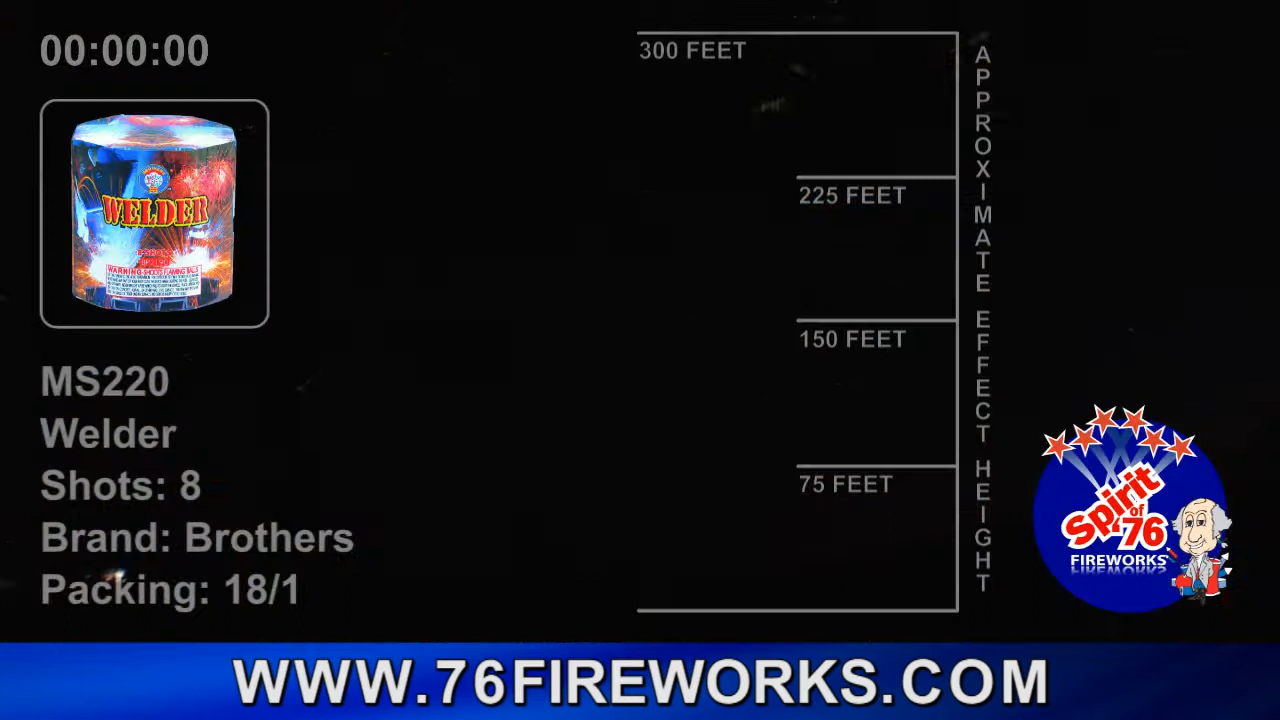 00:00:00
WELDER
WARNING: SHOOTS FLAMING BALLS
MS220
Welder
Shots: 8
Brand: Brothers
Packing: 18/1
300 FEET
225 FEET
150 FEET
75 FEET
APPROXIMATE EFFECT HEIGHT
Spirit
of
'76
FIREWORKS
WWW.76FIREWORKS.COM